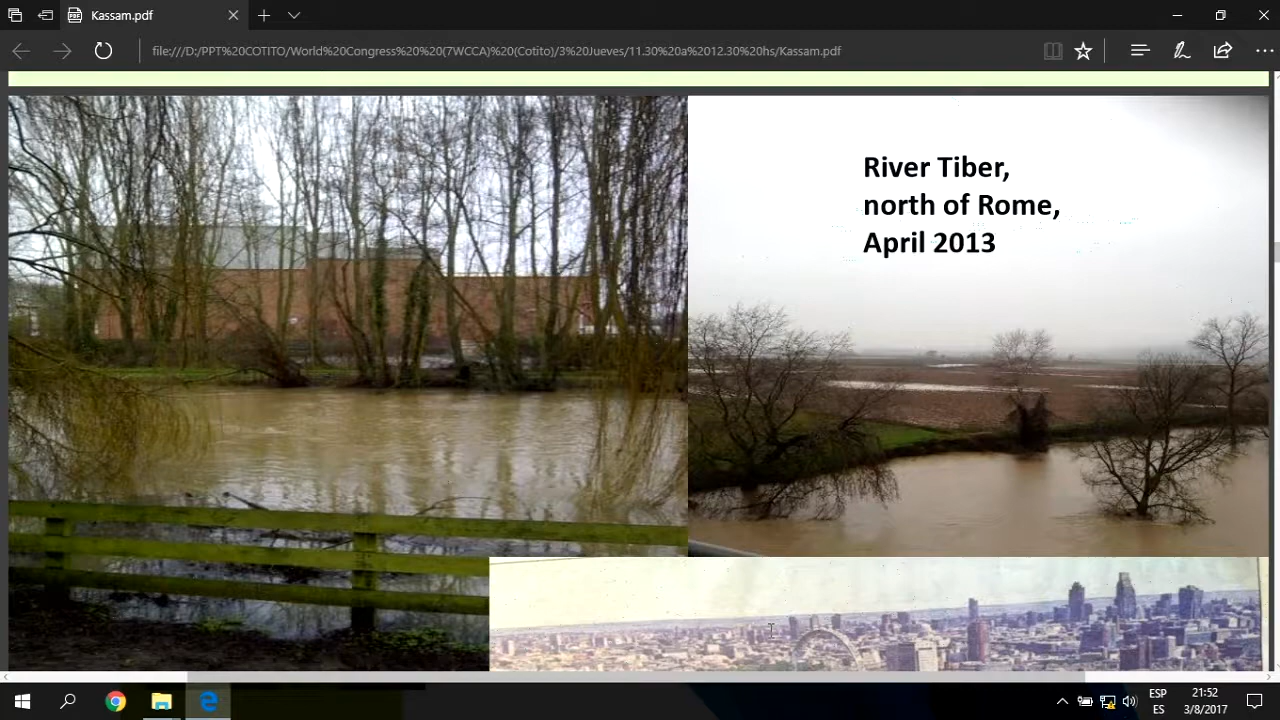 Kassam.pdf
file:///D:/PPT%20COTITO/World%20Congress%20%20(7WCCA)%20(Cotito)/3%20Jueves/11.30%20a%2012.30%20hs/Kassam.pdf
River Tiber,
north of Rome,
April 2013
ESP
ES
21:52
3/8/2017